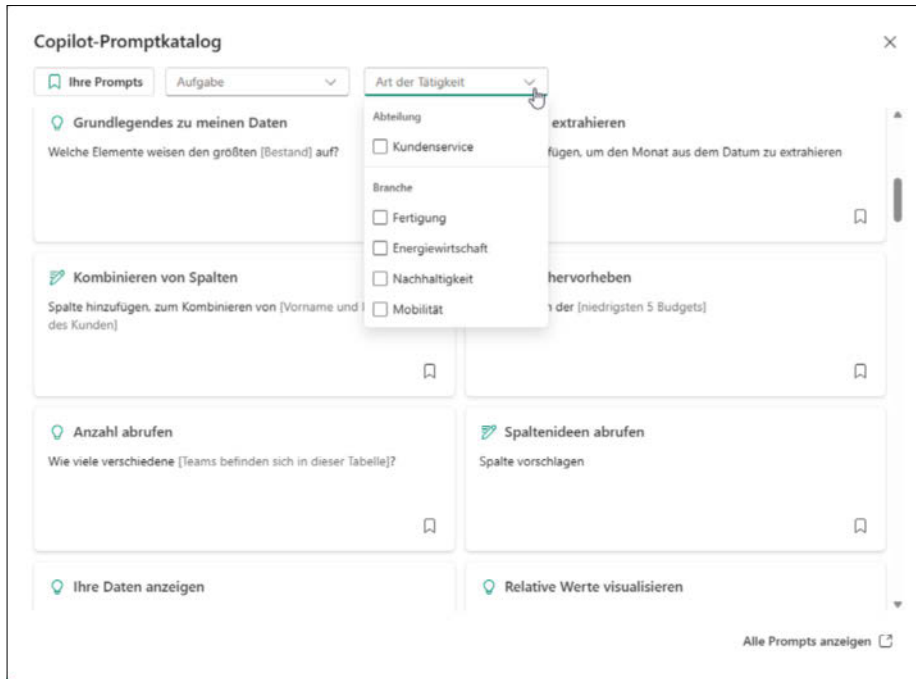 Copilot-Promptkatalog
Ihre Prompts
Aufgabe
Art der Tätigkeit
Grundlegendes zu meinen Daten
Welche Elemente weisen den größten [Bestand] auf?
Abteilung
Kundenservice
Branche
Fertigung
Energiewirtschaft
Nachhaltigkeit
Mobilität
extrahieren
fügen, um den Monat aus dem Datum zu extrahieren
Kombinieren von Spalten
Spalte hinzufügen, zum Kombinieren von [Vorname und
des Kunden]
hervorheben
der [niedrigsten 5 Budgets]
Anzahl abrufen
Wie viele verschiedene [Teams befinden sich in dieser Tabelle]?
Spaltenideen abrufen
Spalte vorschlagen
Ihre Daten anzeigen
Relative Werte visualisieren
Alle Prompts anzeigen